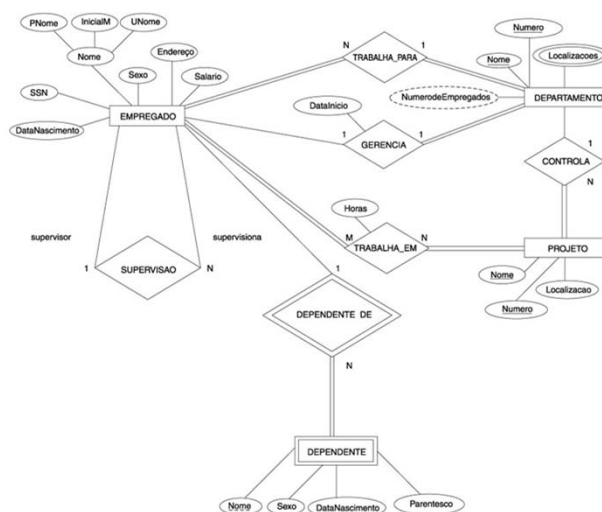 PNome
InicialM
UNome
Nome
Endereço
Sexo
Salario
SSN
EMPREGADO
DataNascimento
N
TRABALHA_PARA
1
Numero
Nome
Localizacoes
NumerodeEmpregados
DEPARTAMENTO
DataInicio
1
GERENCIA
1
1
CONTROLA
N
supervisor
supervisiona
1
SUPERVISAO
N
Horas
M
TRABALHA_EM
N
PROJETO
Nome
Numero
Localizacao
1
DEPENDENTE DE
N
DEPENDENTE
Nome
Sexo
DataNascimento
Parentesco